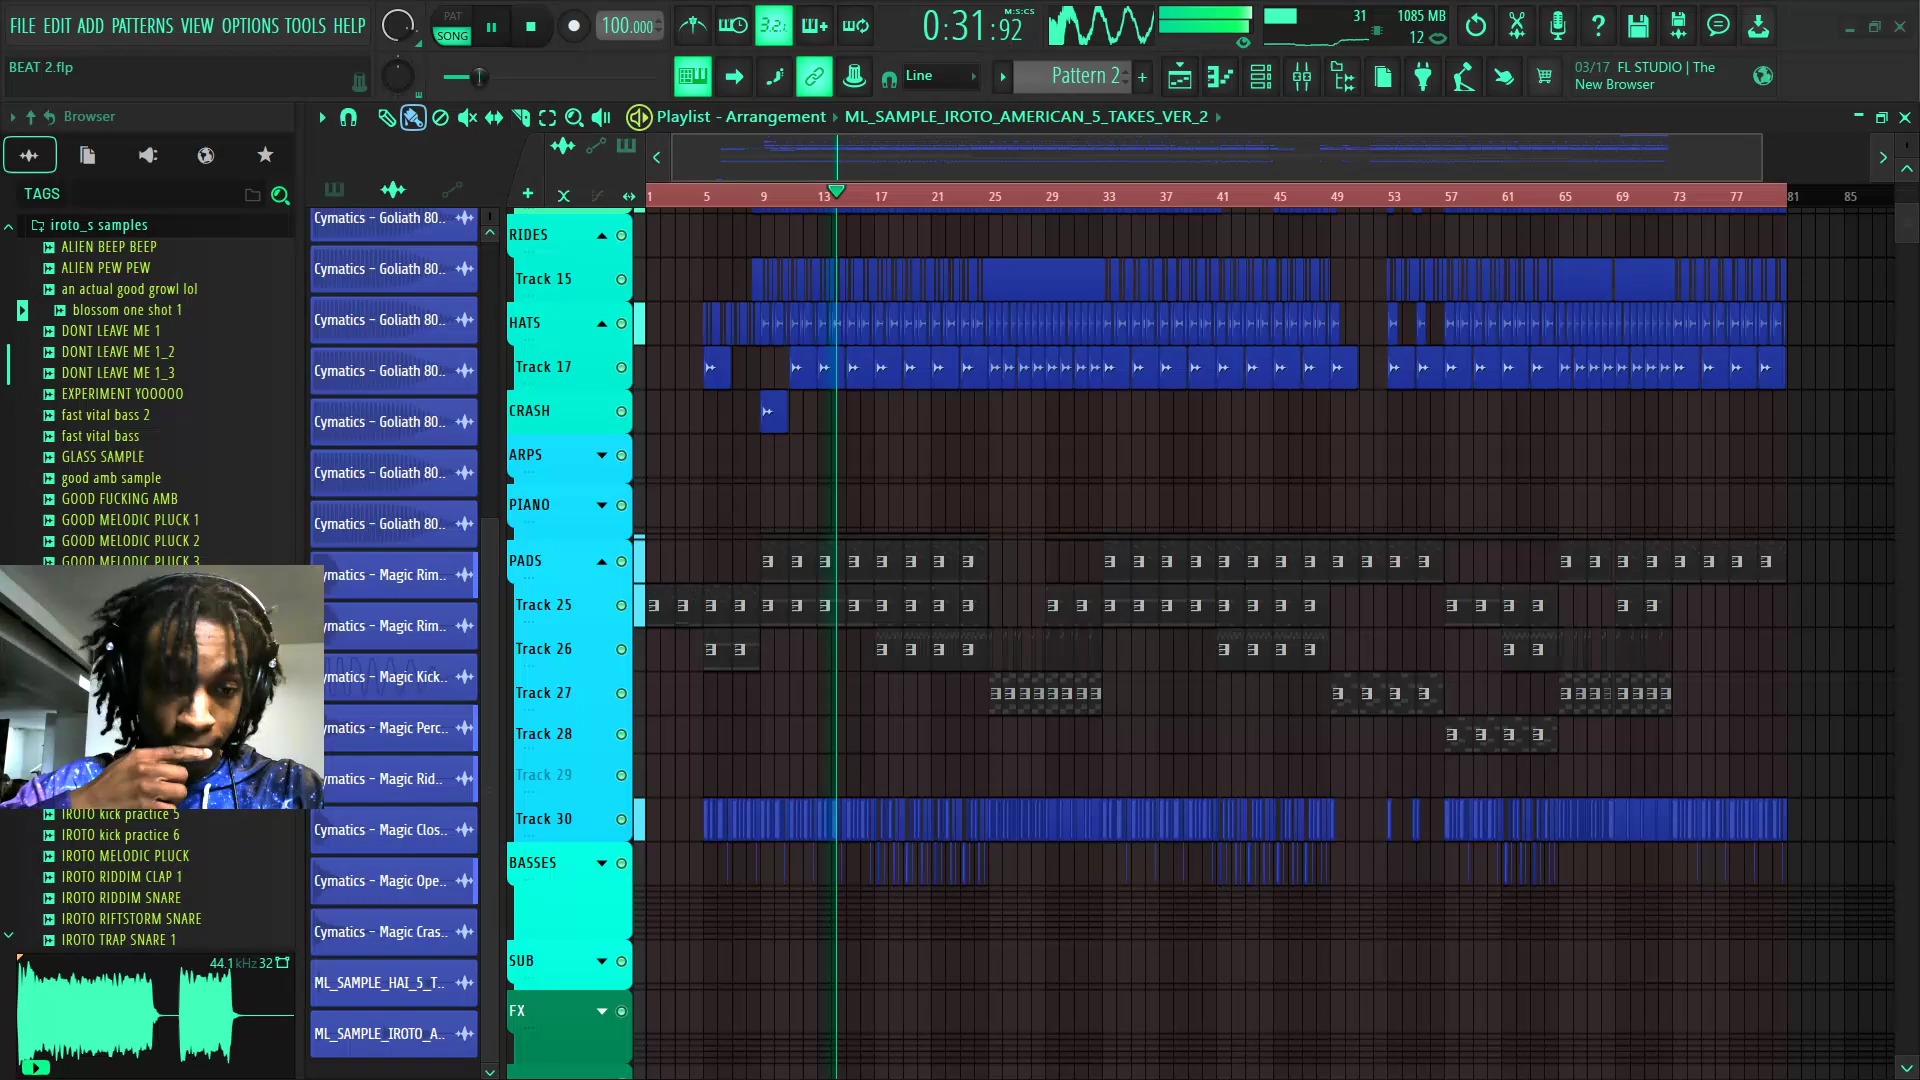 FILE EDIT ADD PATTERNS VIEW OPTIONS TOOLS HELP
BEAT 2.flp
PAT
SONG
100.000
3.2.
0:31:92
M:S:CS
31
1085 MB
12
Line
Pattern 2
03/17 FL STUDIO | The
New Browser
Browser
TAGS
iroto_s samples
ALIEN BEEP BEEP
ALIEN PEW PEW
an actual good growl lol
blossom one shot 1
DONT LEAVE ME 1
DONT LEAVE ME 1_2
DONT LEAVE ME 1_3
EXPERIMENT YOOOOO
fast vital bass 2
fast vital bass
GLASS SAMPLE
good amb sample
GOOD FUCKING AMB
GOOD MELODIC PLUCK 1
GOOD MELODIC PLUCK 2
GOOD MELODIC PLUCK 3
IROTO kick practice 5
IROTO kick practice 6
IROTO MELODIC PLUCK
IROTO RIDDIM CLAP 1
IROTO RIDDIM SNARE
IROTO RIFTSTORM SNARE
IROTO TRAP SNARE 1
44.1kHz 32
Cymatics - Goliath 80..
Cymatics - Goliath 80..
Cymatics - Goliath 80..
Cymatics - Goliath 80..
Cymatics - Goliath 80..
Cymatics - Goliath 80..
Cymatics - Goliath 80..
ymatics - Magic Rim..
ymatics - Magic Rim..
ymatics - Magic Kick..
ymatics - Magic Perc..
ymatics - Magic Rid..
Cymatics - Magic Clos..
Cymatics - Magic Ope..
Cymatics - Magic Cras..
ML_SAMPLE_HAI_5_T..
ML_SAMPLE_IROTO_A..
Playlist - Arrangement ML_SAMPLE_IROTO_AMERICAN_5_TAKES_VER_2
1 5 9 13 17 21 25 29 33 37 41 45 49 53 57 61 65 69 73 77 81 85
RIDES
Track 15
HATS
Track 17
CRASH
ARPS
PIANO
PADS
Track 25
Track 26
Track 27
Track 28
Track 29
Track 30
BASSES
SUB
FX